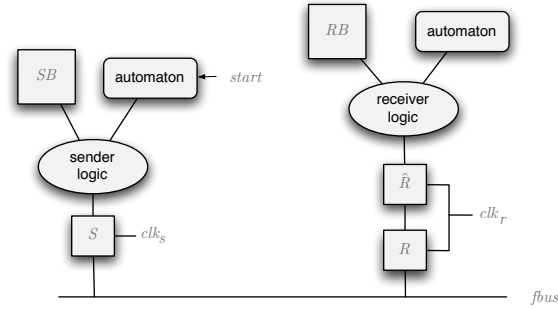 SB
automaton
start
sender
logic
S
clk_s
RB
automaton
receiver
logic
R̂
clk_r
R
fbus